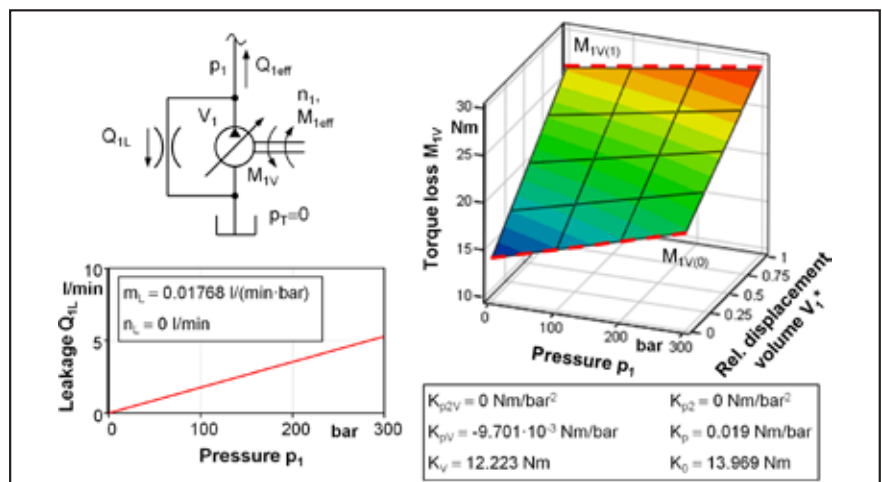 p₁
Q₁eff
n₁,
M₁eff
Q₁L
V₁
M₁V
pT=0
10
l/min
5
0
Leakage Q₁L
mL = 0.01768 l/(min·bar)
nL = 0 l/min
0
100
200
bar
300
Pressure p₁
M₁V(1)
30
Nm
25
20
15
10
Torque loss M₁V
M₁V(0)
0
100
200
bar
300
Pressure p₁
1
0.75
0.5
0.25
0
Rel. displacement
volume V₁*
Kp2V = 0 Nm/bar²
Kp2 = 0 Nm/bar²
KpV = -9.701·10⁻³ Nm/bar
Kp = 0.019 Nm/bar
KV = 12.223 Nm
K₀ = 13.969 Nm